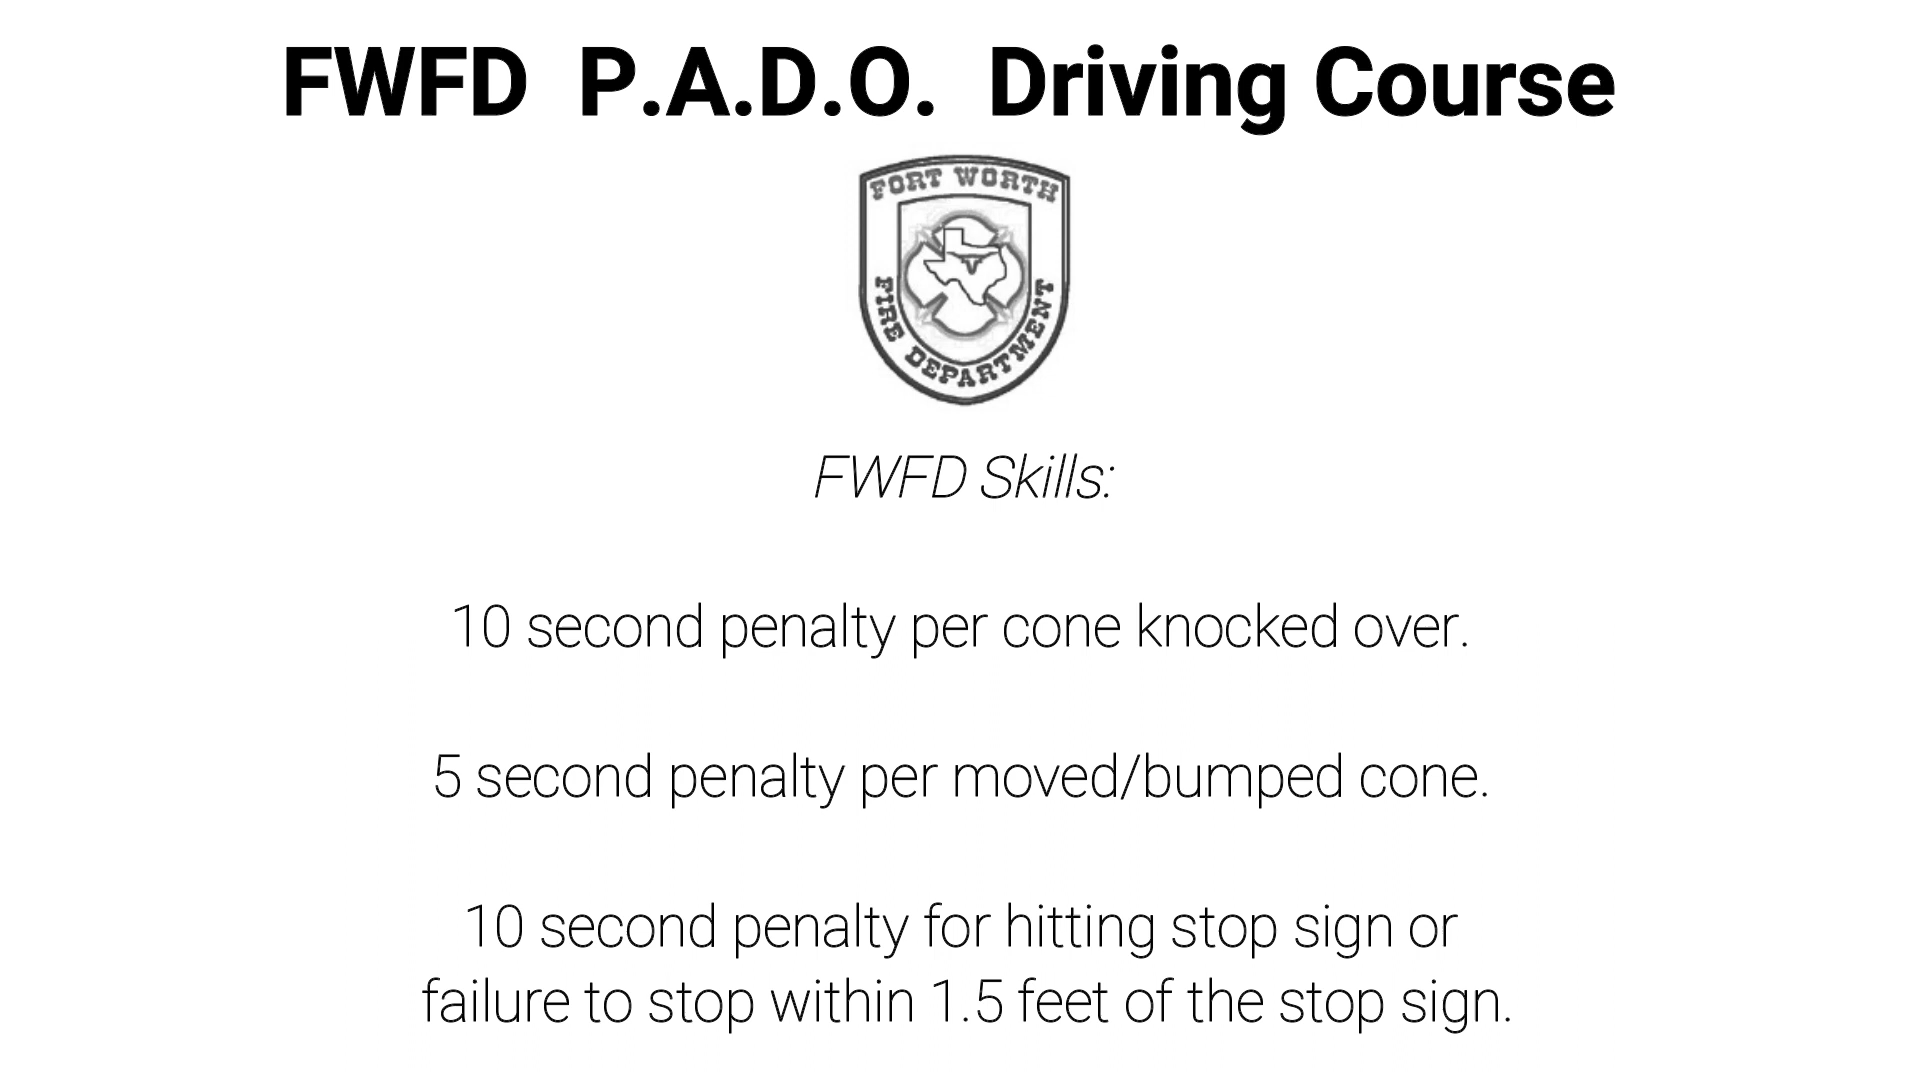 FWFD P.A.D.O. Driving Course
FORT WORTH
FIRE DEPARTMENT
FWFD Skills:
10 second penalty per cone knocked over.
5 second penalty per moved/bumped cone.
10 second penalty for hitting stop sign or
failure to stop within 1.5 feet of the stop sign.